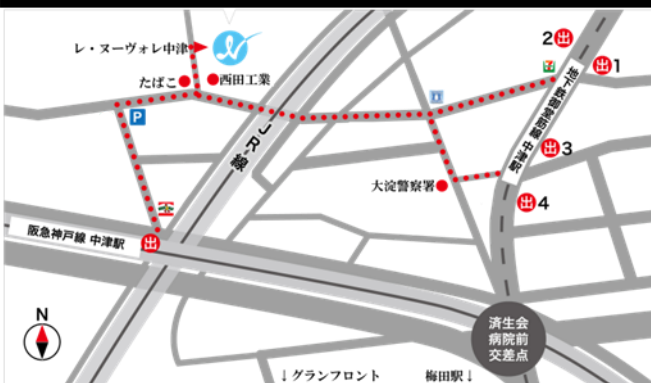 レ・ヌーヴォレ中津
たばこ
西田工業
P
JR線
2出
出1
7
地下鉄御堂筋線 中津駅
出3
出4
大淀警察署
阪急神戸線 中津駅
出
N
済生会
病院前
交差点
↓グランフロント
梅田駅↓